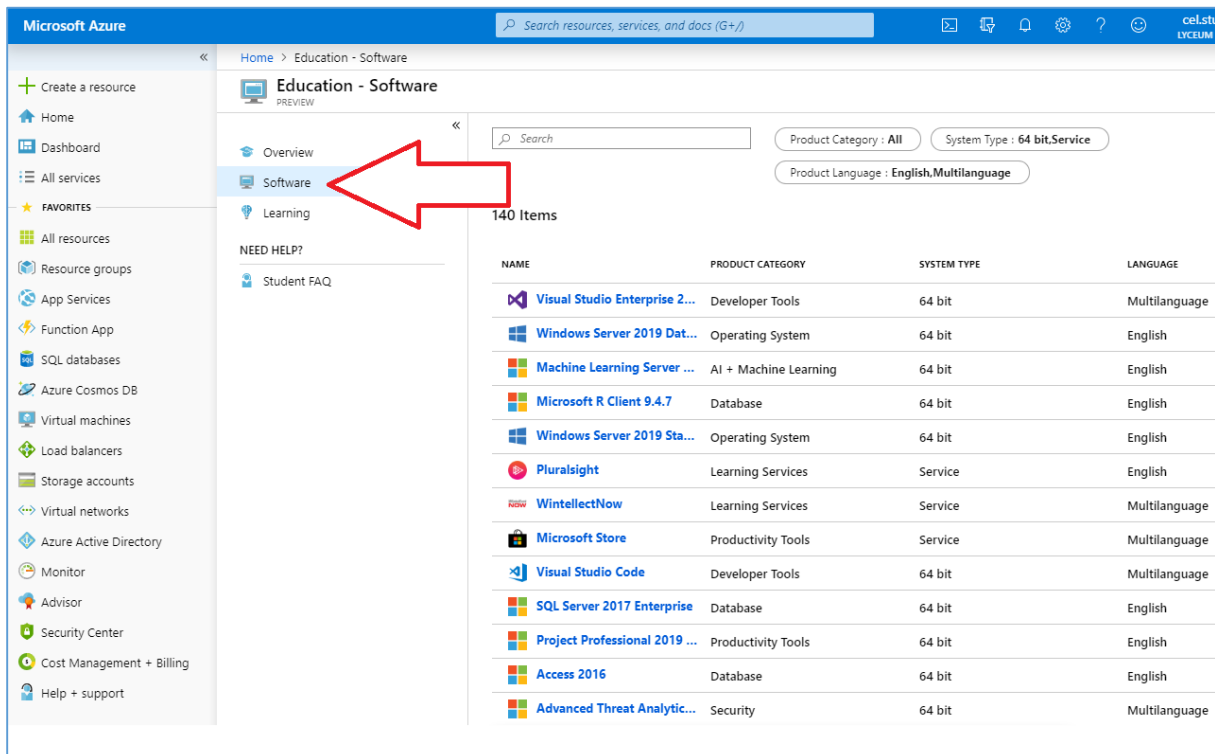 Microsoft Azure
Search resources, services, and docs (G+/)
cel.stu
LYCEUM
«
Create a resource
Home
Dashboard
All services
FAVORITES
All resources
Resource groups
App Services
Function App
SQL databases
Azure Cosmos DB
Virtual machines
Load balancers
Storage accounts
Virtual networks
Azure Active Directory
Monitor
Advisor
Security Center
Cost Management + Billing
Help + support
Home > Education - Software
Education - Software
PREVIEW
«
Overview
Software
Learning
NEED HELP?
Student FAQ
Search
Product Category : All
System Type : 64 bit,Service
Product Language : English,Multilanguage
140 Items
NAME PRODUCT CATEGORY SYSTEM TYPE LANGUAGE
Visual Studio Enterprise 2... Developer Tools 64 bit Multilanguage
Windows Server 2019 Dat... Operating System 64 bit English
Machine Learning Server ... AI + Machine Learning 64 bit English
Microsoft R Client 9.4.7 Database 64 bit English
Windows Server 2019 Sta... Operating System 64 bit English
Pluralsight Learning Services Service English
NOW WintellectNow Learning Services Service Multilanguage
Microsoft Store Productivity Tools Service Multilanguage
Visual Studio Code Developer Tools 64 bit Multilanguage
SQL Server 2017 Enterprise Database 64 bit English
Project Professional 2019 ... Productivity Tools 64 bit English
Access 2016 Database 64 bit English
Advanced Threat Analytic... Security 64 bit Multilanguage